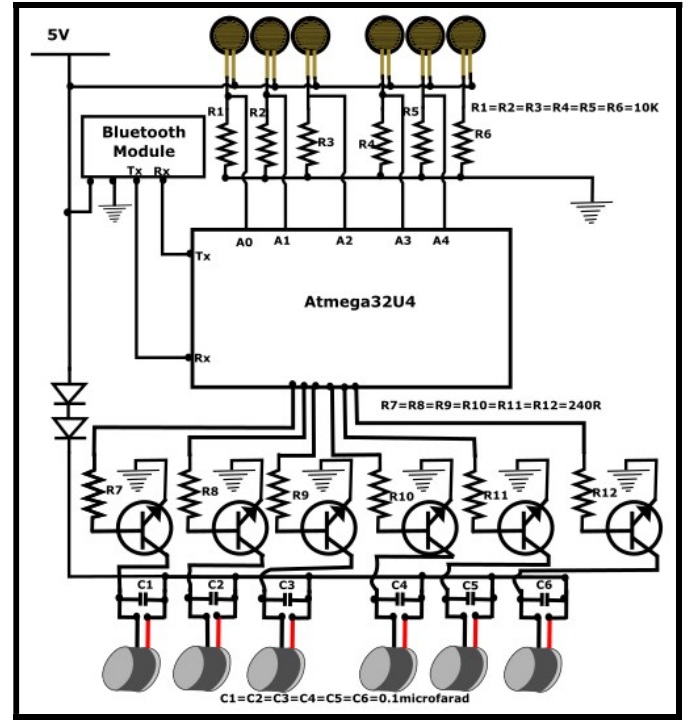 5V
R1=R2=R3=R4=R5=R6=10K
R1
R2
R3
R4
R5
R6
Bluetooth
Module
Tx Rx
A0 A1 A2 A3 A4
Tx
Atmega32U4
Rx
R7=R8=R9=R10=R11=R12=240R
R7
R8
R9
R10
R11
R12
C1
C2
C3
C4
C5
C6
C1=C2=C3=C4=C5=C6=0.1microfarad